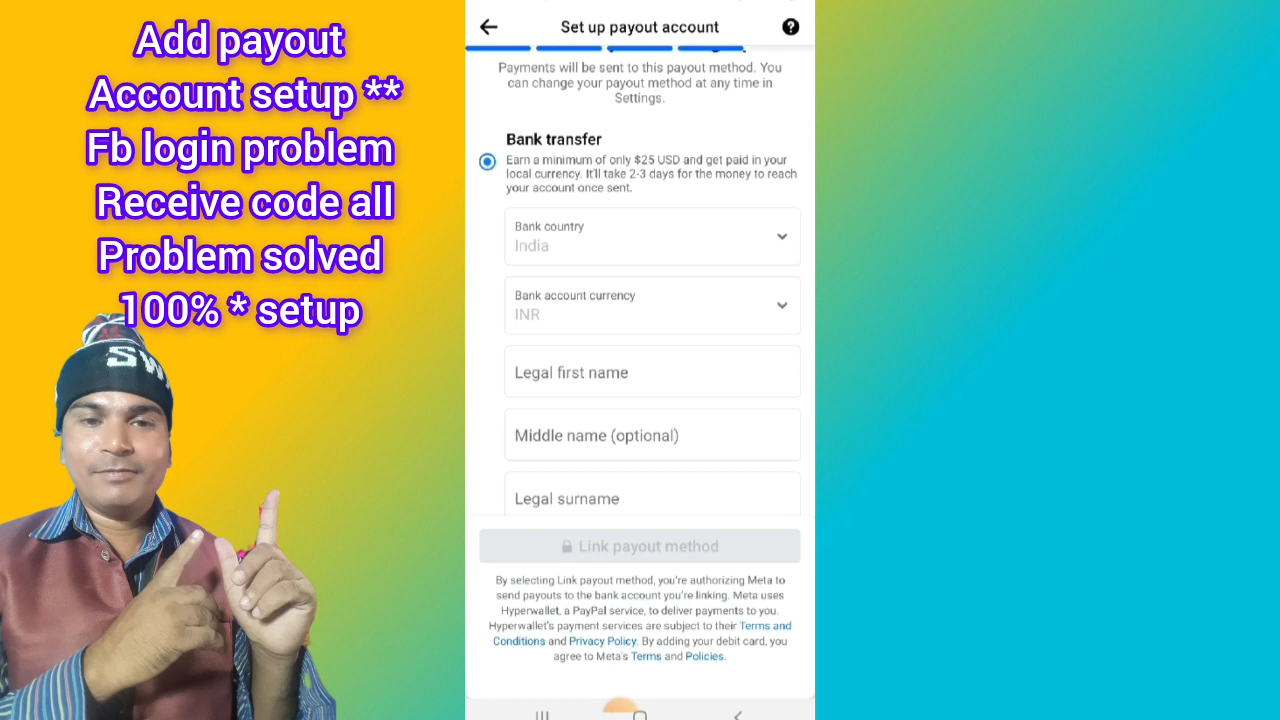 Add payout
Account setup **
Fb login problem
Receive code all
Problem solved
100% * setup
SW
Set up payout account
Payments will be sent to this payout method. You
can change your payout method at any time in
Settings.
Bank transfer
Earn a minimum of only $25 USD and get paid in your
local currency. It'll take 2-3 days for the money to reach
your account once sent.
Bank country
India
Bank account currency
INR
Legal first name
Middle name (optional)
Legal surname
Link payout method
By selecting Link payout method, you're authorizing Meta to
send payouts to the bank account you're linking. Meta uses
Hyperwallet, a PayPal service, to deliver payments to you.
Hyperwallet's payment services are subject to their Terms and
Conditions and Privacy Policy. By adding your debit card, you
agree to Meta's Terms and Policies.